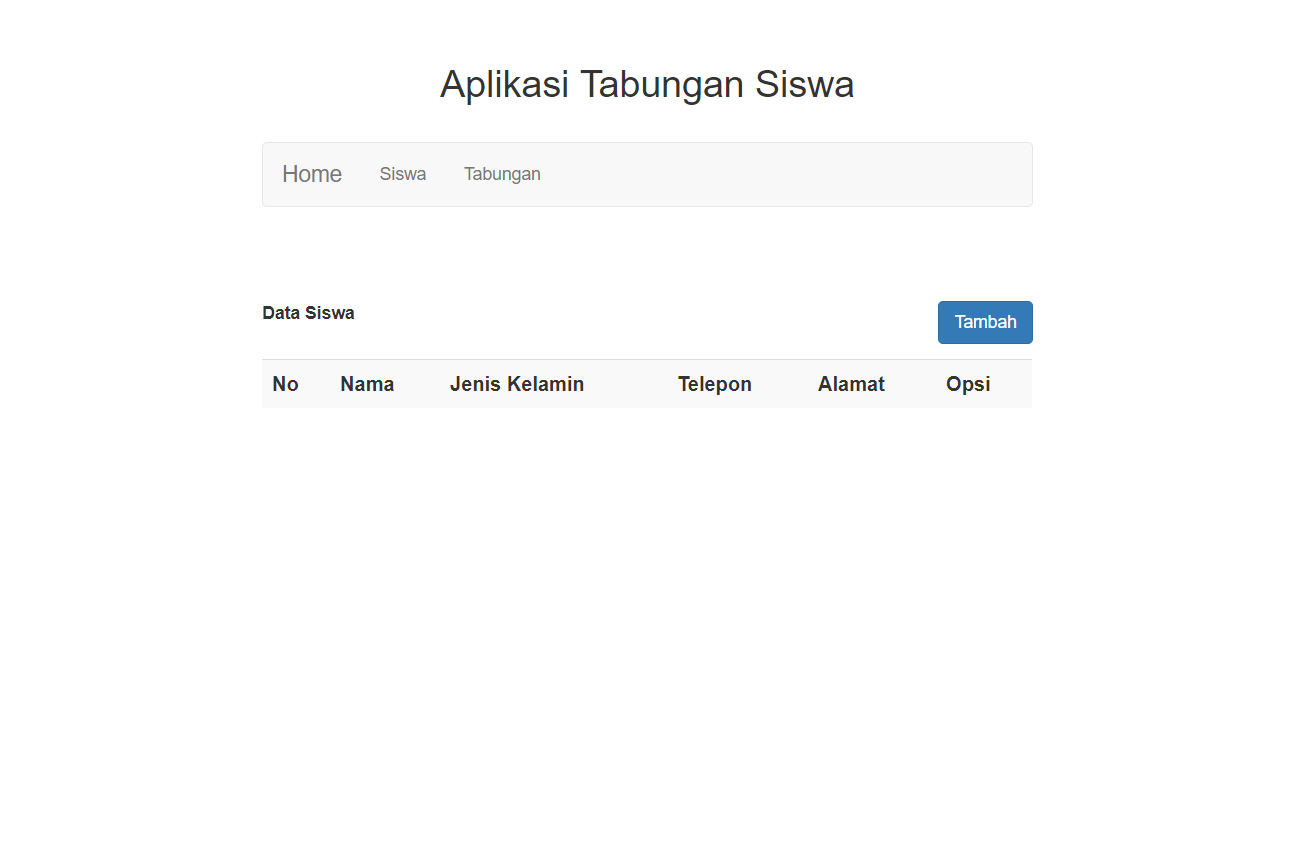 Aplikasi Tabungan Siswa
Home Siswa Tabungan
Data Siswa Tambah
No Nama Jenis Kelamin Telepon Alamat Opsi